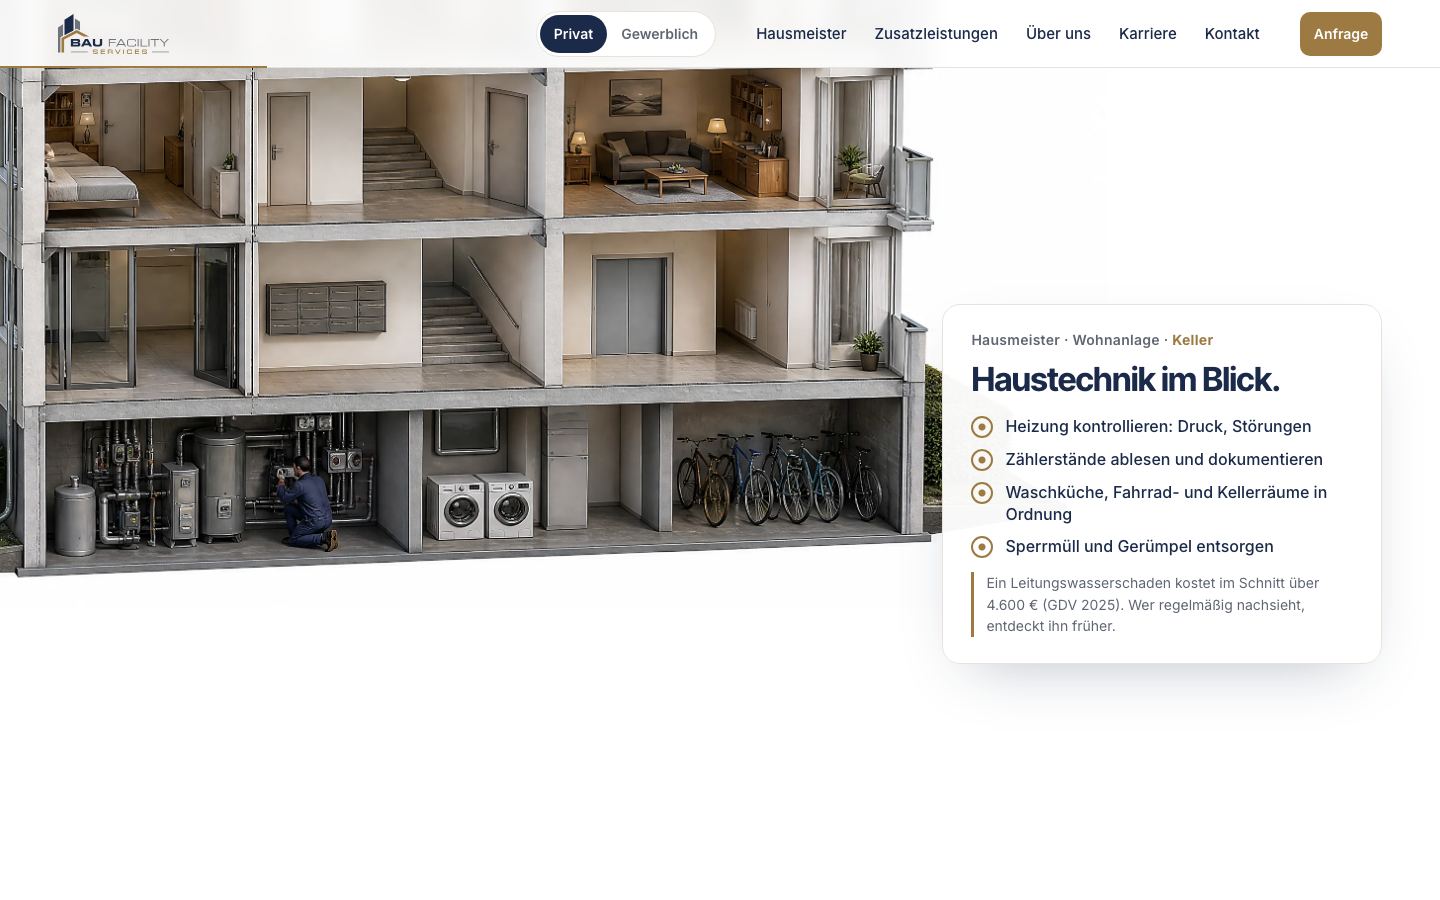 BAU FACILITY
SERVICES
Privat
Gewerblich
Hausmeister
Zusatzleistungen
Über uns
Karriere
Kontakt
Anfrage
Hausmeister · Wohnanlage · Keller
Haustechnik im Blick.
Heizung kontrollieren: Druck, Störungen
Zählerstände ablesen und dokumentieren
Waschküche, Fahrrad- und Kellerräume in
Ordnung
Sperrmüll und Gerümpel entsorgen
Ein Leitungswasserschaden kostet im Schnitt über
4.600 € (GDV 2025). Wer regelmäßig nachsieht,
entdeckt ihn früher.